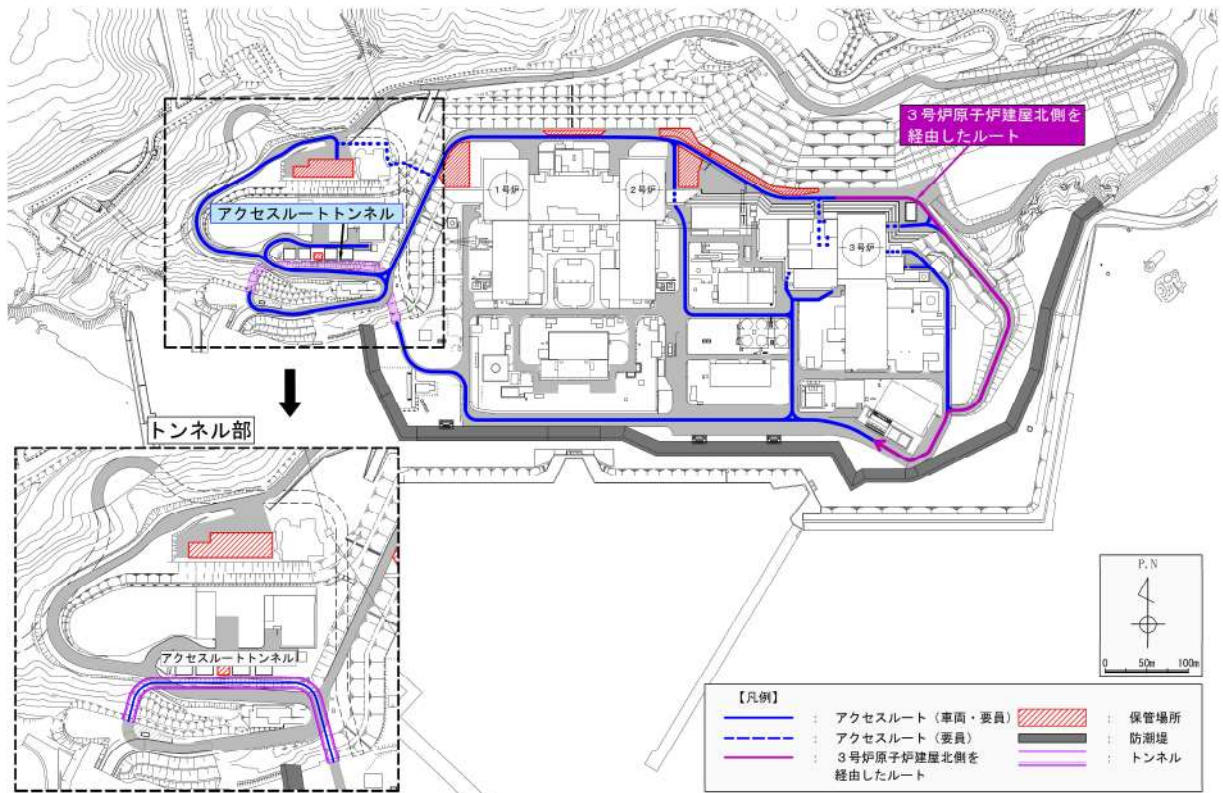 ３号炉原子炉建屋北側を
経由したルート
アクセスルートトンネル
１号炉
２号炉
３号炉
トンネル部
アクセスルートトンネル
P.N
0 50m 100m
【凡例】
： アクセスルート（車両・要員）
： アクセスルート（要員）
： ３号炉原子炉建屋北側を
経由したルート
： 保管場所
： 防潮堤
： トンネル